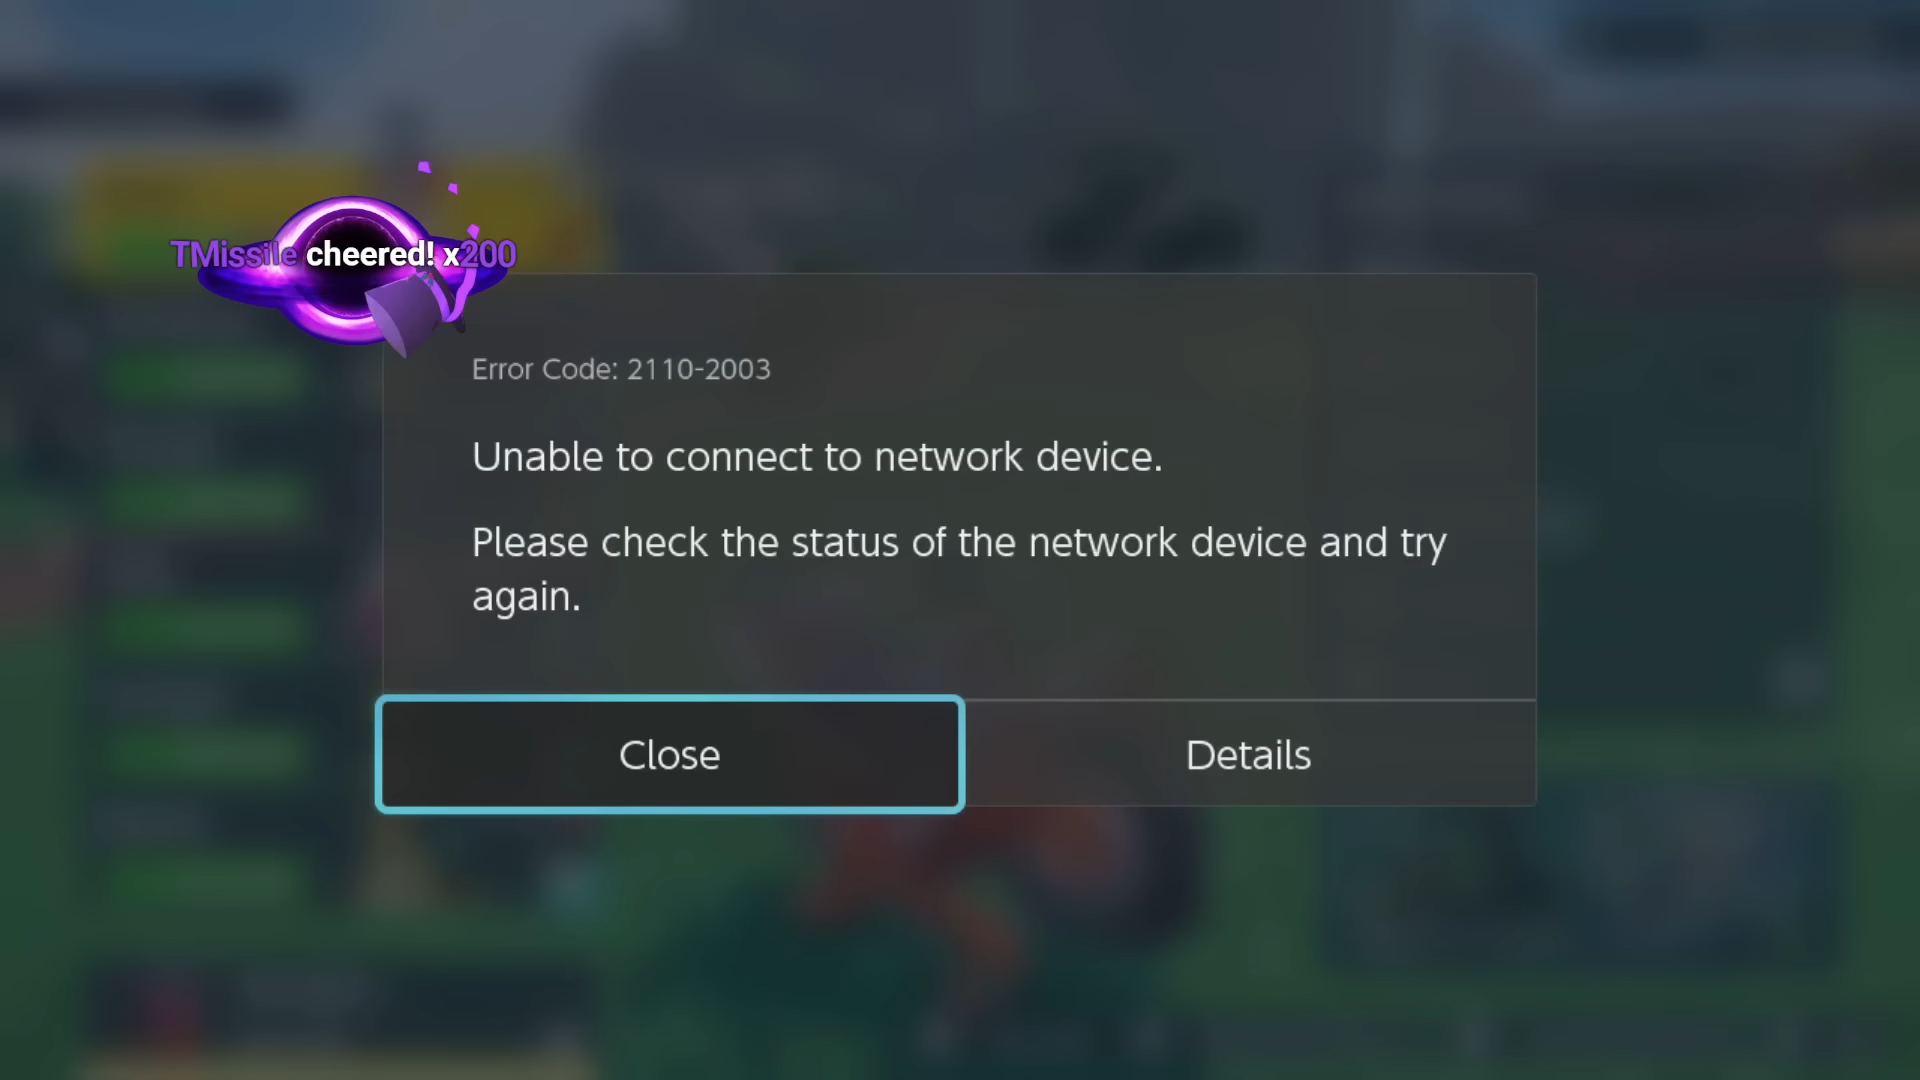 TMissile cheered! x200
Error Code: 2110-2003
Unable to connect to network device.
Please check the status of the network device and try
again.
Close
Details